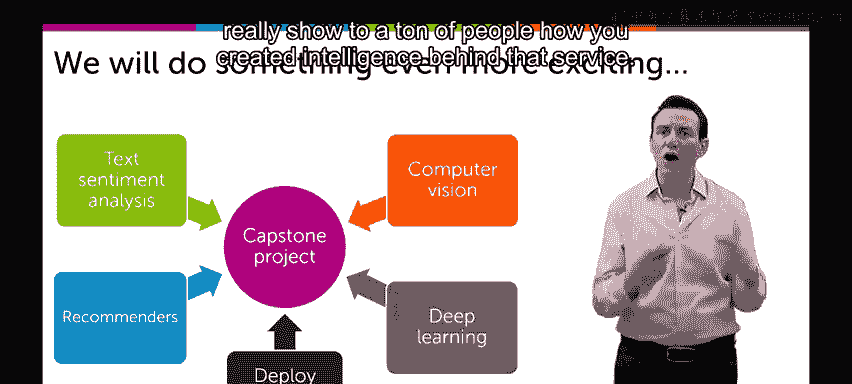 really show to a ton of people how you
created intelligence behind that service.
We will do something even more exciting...
Text
sentiment
analysis
Computer
vision
Capstone
project
Recommenders
Deep
learning
Deploy